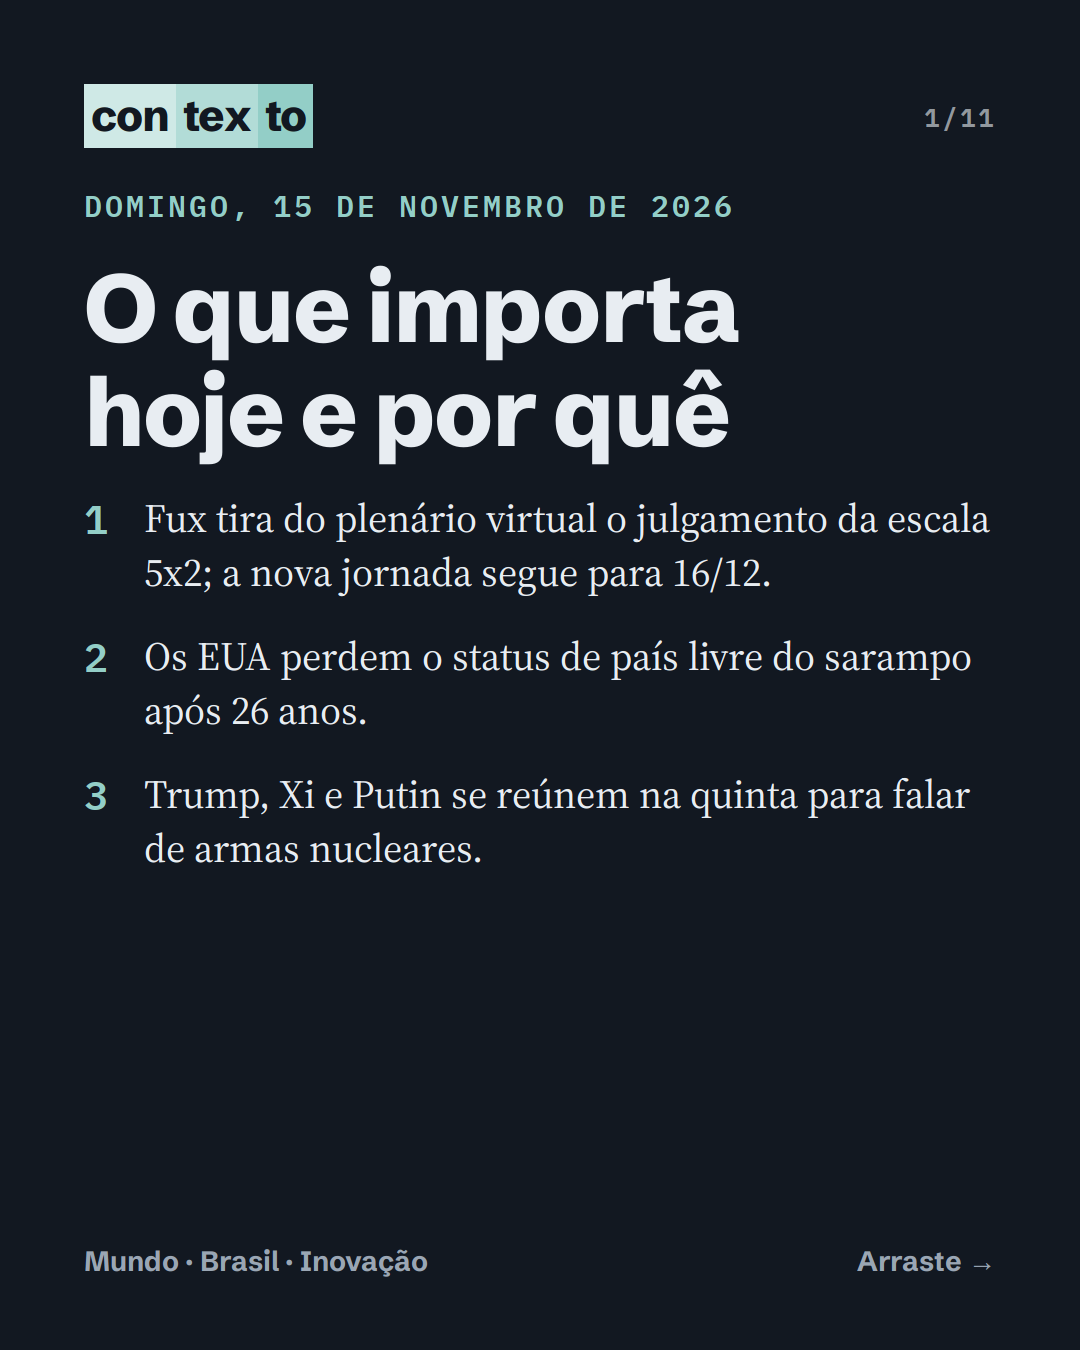 con tex to
1/11
DOMINGO, 15 DE NOVEMBRO DE 2026
O que importa
hoje e por quê
1 Fux tira do plenário virtual o julgamento da escala
5x2; a nova jornada segue para 16/12.
2 Os EUA perdem o status de país livre do sarampo
após 26 anos.
3 Trump, Xi e Putin se reúnem na quinta para falar
de armas nucleares.
Mundo · Brasil · Inovação
Arraste →